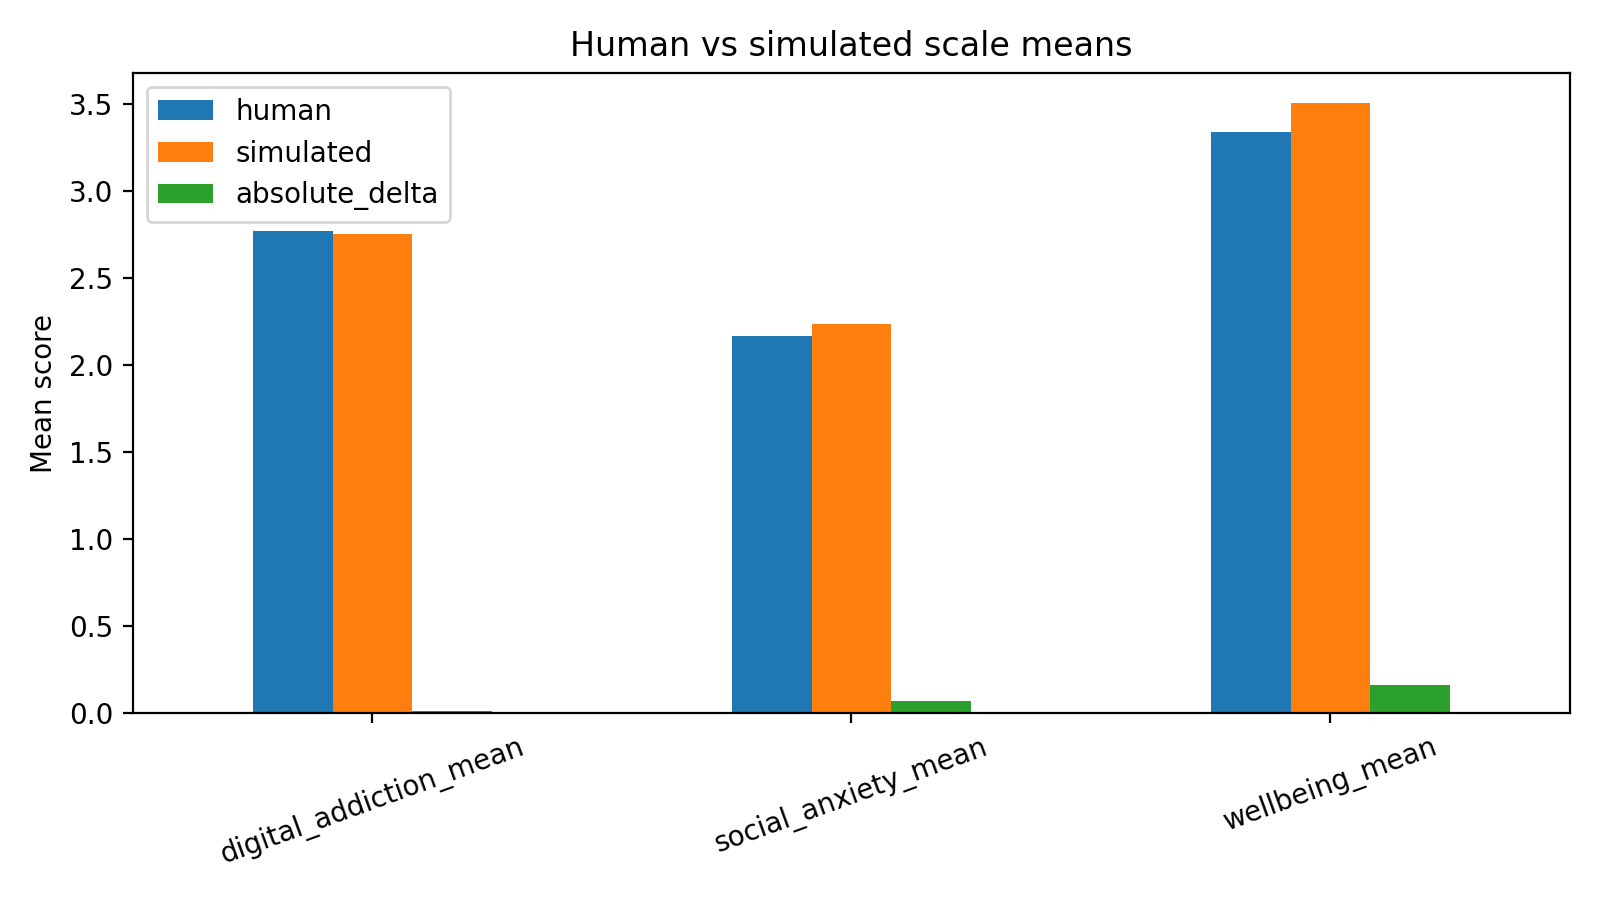 Human vs simulated scale means
human
simulated
absolute_delta
Mean score
3.5
3.0
2.5
2.0
1.5
1.0
0.5
0.0
digital_addiction_mean
social_anxiety_mean
wellbeing_mean